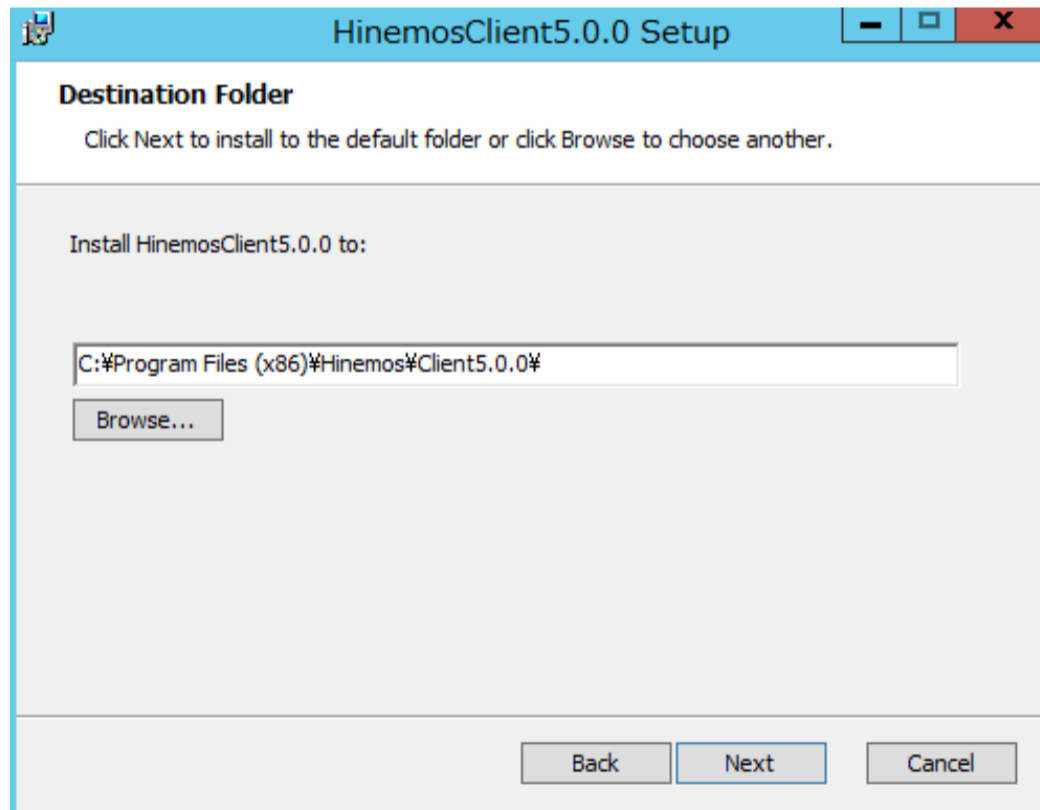 HinemosClient5.0.0 Setup
Destination Folder
Click Next to install to the default folder or click Browse to choose another.
Install HinemosClient5.0.0 to:
C:¥Program Files (x86)¥Hinemos¥Client5.0.0¥
Browse...
Back Next Cancel